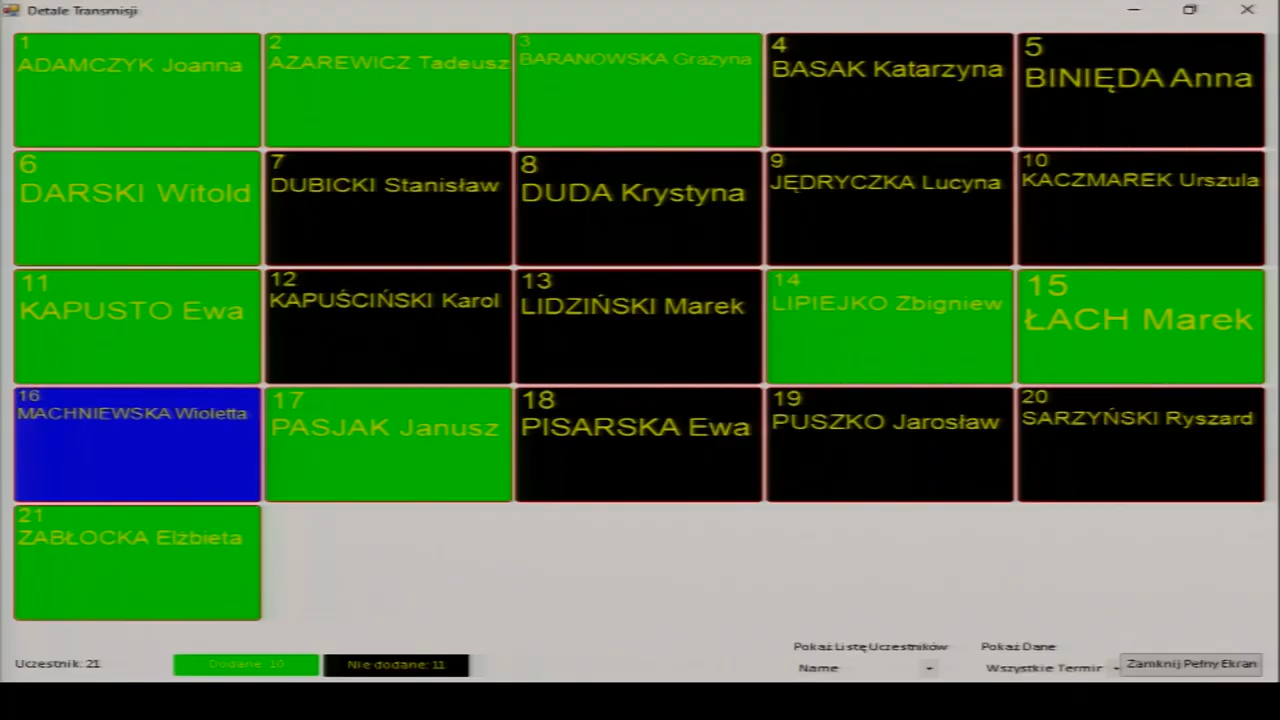 Detale Transmisji
1
ADAMCZYK Joanna
2
AZAREWICZ Tadeusz
3
BARANOWSKA Grażyna
4
BASAK Katarzyna
5
BINIĘDA Anna
6
DARSKI Witold
7
DUBICKI Stanisław
8
DUDA Krystyna
9
JĘDRYCZKA Lucyna
10
KACZMAREK Urszula
11
KAPUSTO Ewa
12
KAPUŚCIŃSKI Karol
13
LIDZIŃSKI Marek
14
LIPIEJKO Zbigniew
15
ŁACH Marek
16
MACHNIEWSKA Wioletta
17
PASJAK Janusz
18
PISARSKA Ewa
19
PUSZKO Jarosław
20
SARZYŃSKI Ryszard
21
ZABŁOCKA Elżbieta
Uczestnik: 21
Dodane: 10
Nie dodane: 11
Pokaż Listę Uczestników
Name
Pokaż Dane
Wszystkie Termir
Zamknij Pełny Ekran